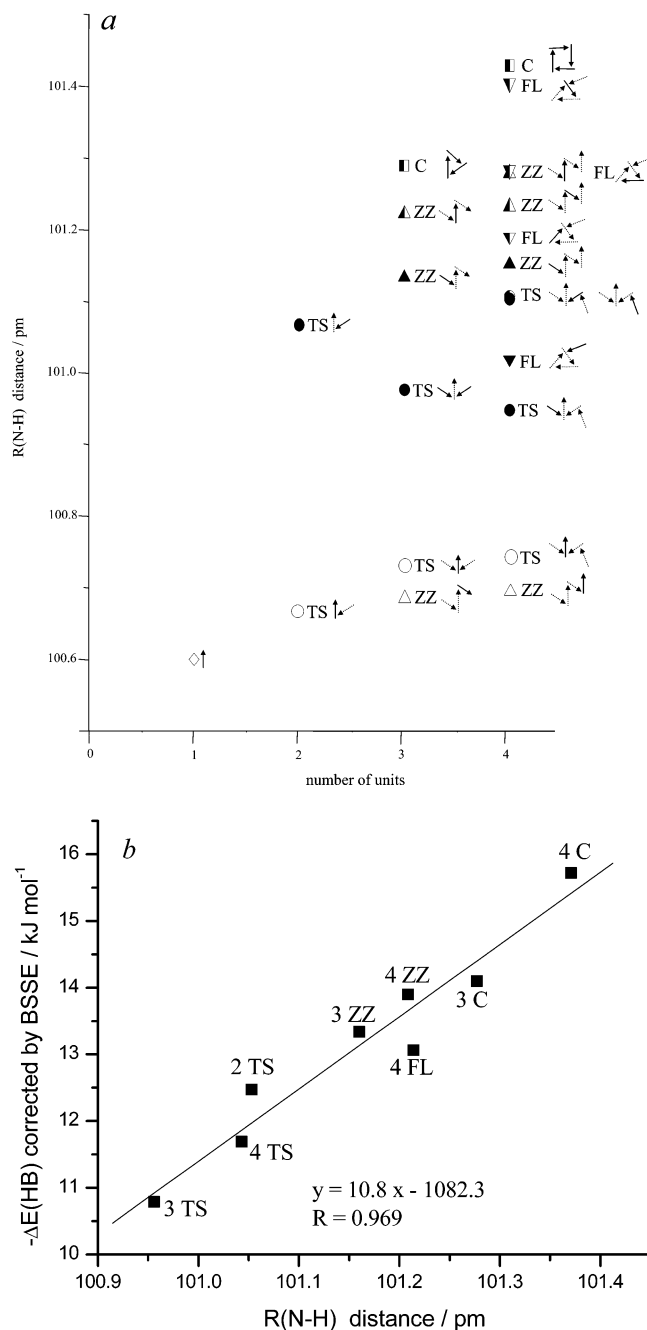 a
101.4
C
FL
C
ZZ
FL
ZZ
ZZ
101.2
FL
ZZ
ZZ
TS
TS
101.0
FL
TS
TS
100.8
TS
TS
ZZ
ZZ
TS
100.6
R(N-H) distance / pm
0
1
2
3
4
number of units
b
16
15
14
13
12
11
10
4 C
4 ZZ
3 C
3 ZZ
4 FL
2 TS
4 TS
3 TS
y = 10.8 x - 1082.3
R = 0.969
-ΔE(HB) corrected by BSSE / kJ mol⁻¹
100.9
101.0
101.1
101.2
101.3
101.4
R(N-H) distance / pm